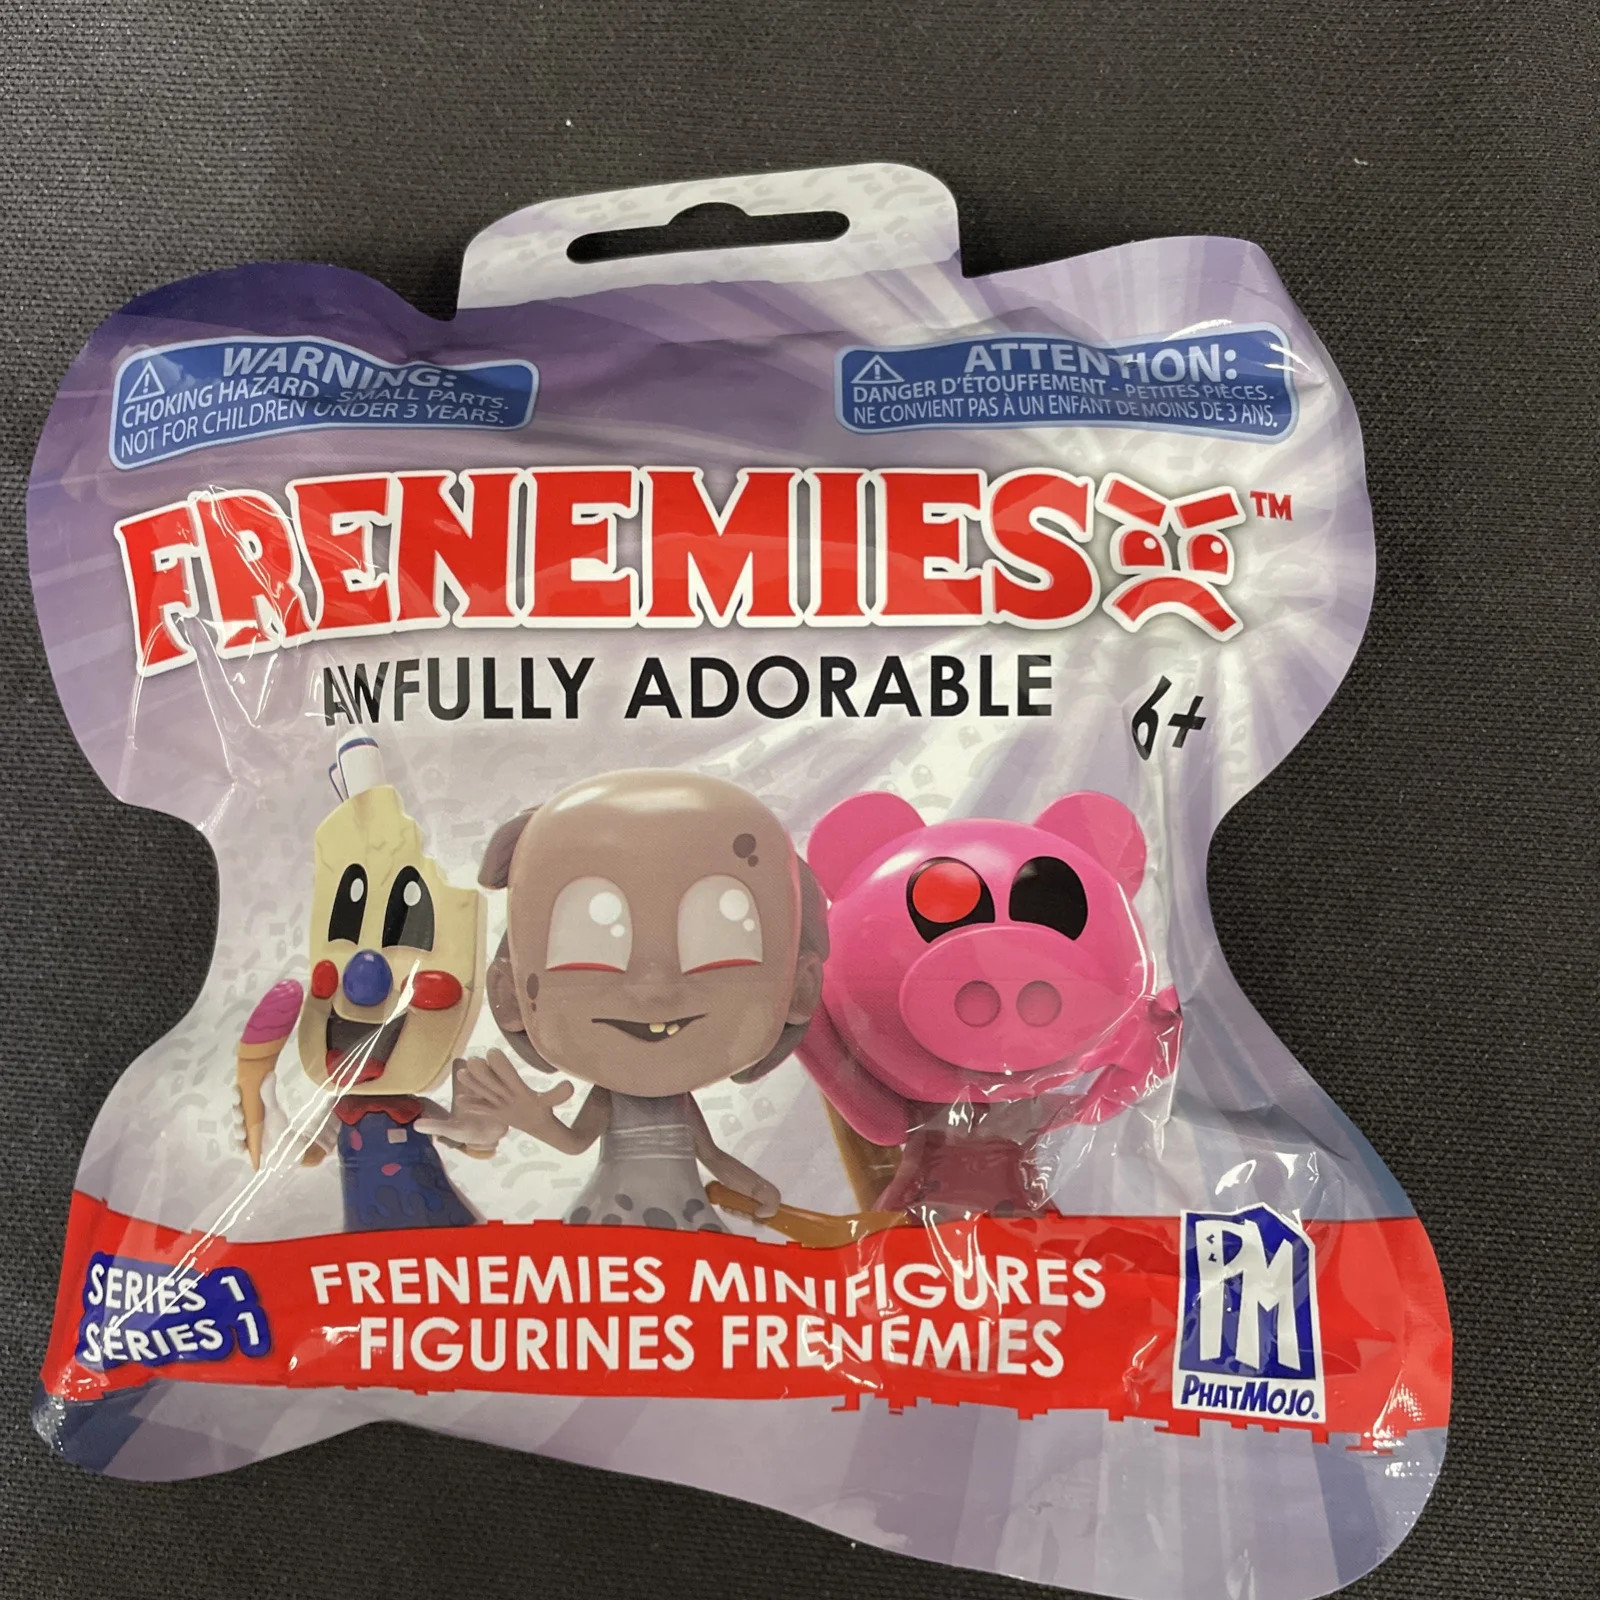 WARNING:
CHOKING HAZARD - SMALL PARTS.
NOT FOR CHILDREN UNDER 3 YEARS.
ATTENTION:
DANGER D'ÉTOUFFEMENT - PETITES PIÈCES.
NE CONVIENT PAS À UN ENFANT DE MOINS DE 3 ANS.
FRENEMIES TM
AWFULLY ADORABLE
6+
SERIES 1
SÉRIES 1
FRENEMIES MINIFIGURES
FIGURINES FRENEMIES
PM
PHATMOJO.